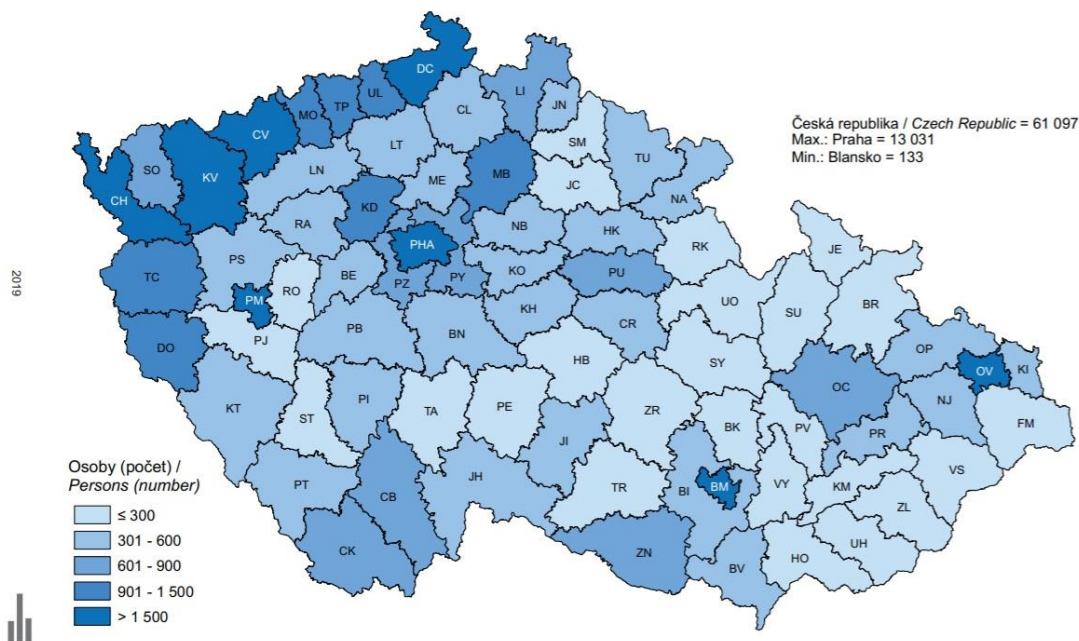 DC
LI
UL
TP
JN
MO
CL
CV
LT
SM
TU
SO
LN
ME
MB
KV
JC
CH
KD
NA
RA
NB
HK
PHA
RK
JE
PS
KO
TC
BE
PZ
PY
PU
RO
PM
UO
BR
SU
KH
CR
PB
BN
PJ
DO
OP
HB
SY
OV
KI
OC
KT
PI
TA
PE
ZR
NJ
ST
BK
PV
PR
FM
JI
VS
PT
CB
JH
TR
BI
BM
VY
KM
ZL
CK
ZN
UH
HO
BV
Česká republika / Czech Republic = 61 097
Max.: Praha = 13 031
Min.: Blansko = 133
2019
Osoby (počet) /
Persons (number)
≤ 300
301 - 600
601 - 900
901 - 1 500
> 1 500